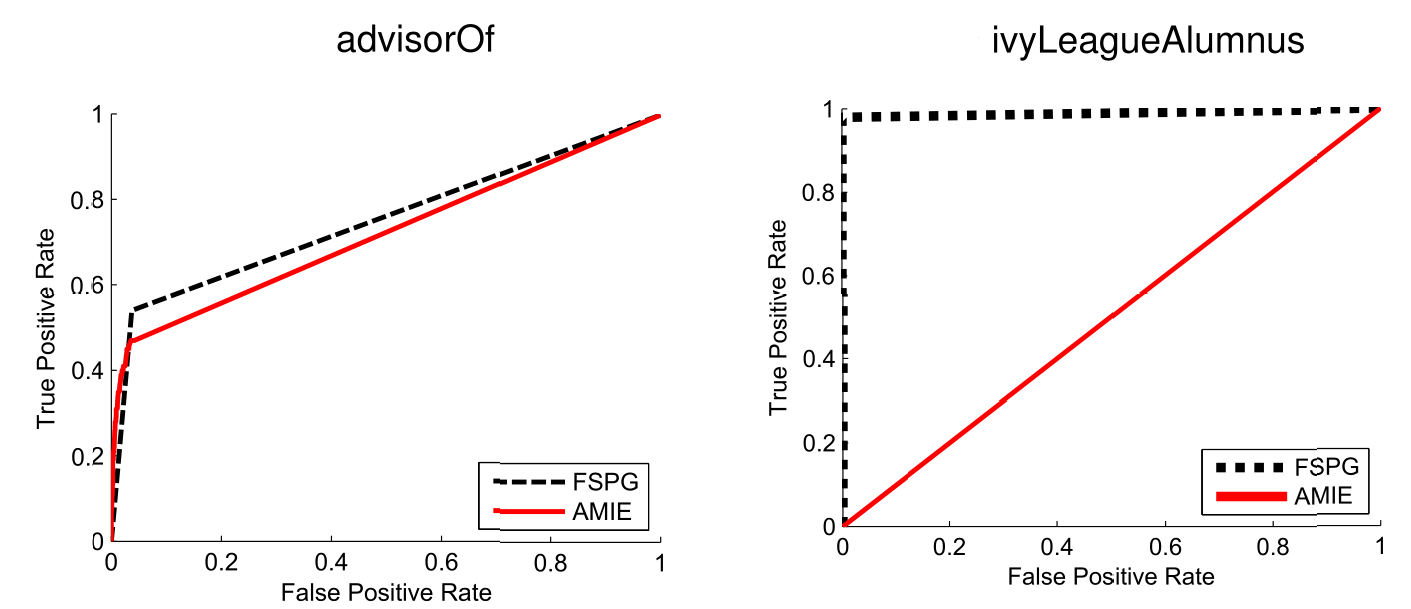 advisorOf
1
0.8
0.6
0.4
0.2
0
0 0.2 0.4 0.6 0.8 1
True Positive Rate
False Positive Rate
FSPG
AMIE
ivyLeagueAlumnus
1
0.8
0.6
0.4
0.2
0
0 0.2 0.4 0.6 0.8 1
True Positive Rate
False Positive Rate
FSPG
AMIE